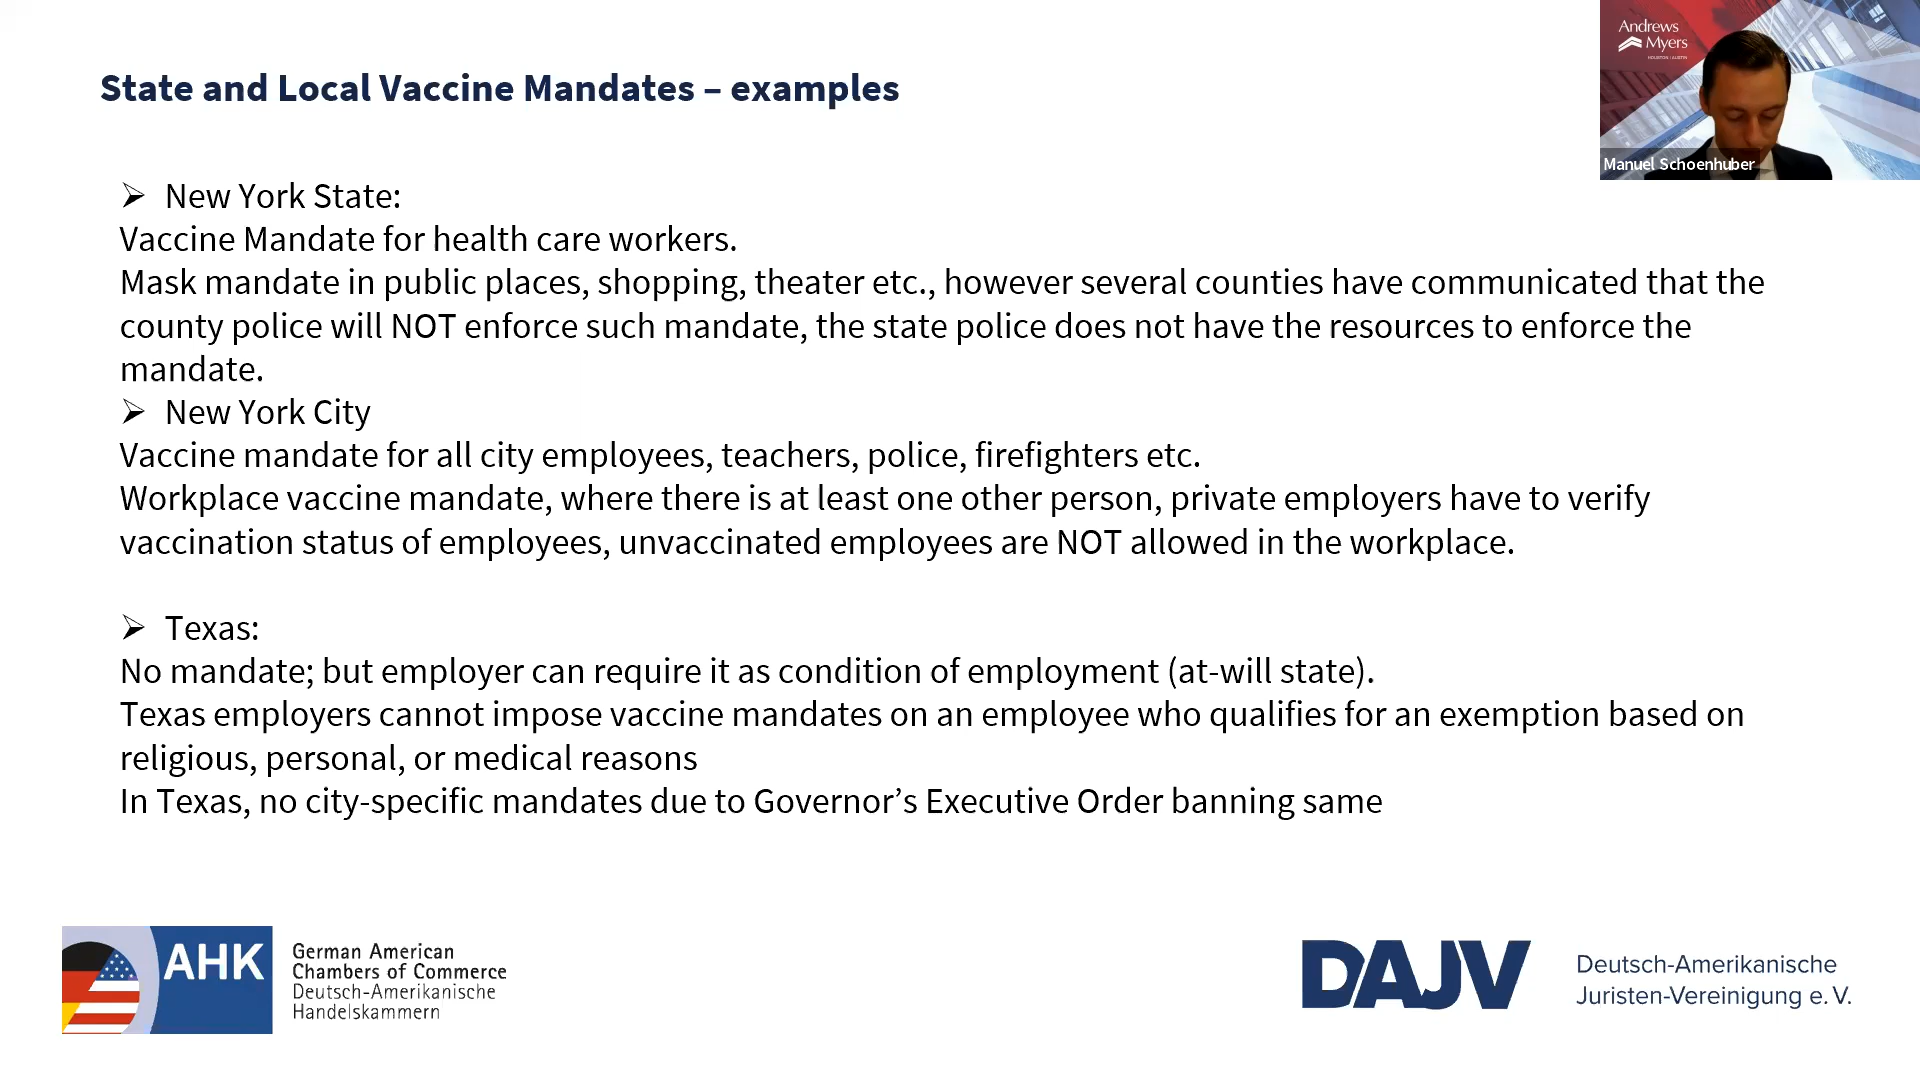 State and Local Vaccine Mandates – examples
Andrews
Myers
HOUSTON | AUSTIN
Manuel Schoenhuber
➢ New York State:
Vaccine Mandate for health care workers.
Mask mandate in public places, shopping, theater etc., however several counties have communicated that the
county police will NOT enforce such mandate, the state police does not have the resources to enforce the
mandate.
➢ New York City
Vaccine mandate for all city employees, teachers, police, firefighters etc.
Workplace vaccine mandate, where there is at least one other person, private employers have to verify
vaccination status of employees, unvaccinated employees are NOT allowed in the workplace.
➢ Texas:
No mandate; but employer can require it as condition of employment (at-will state).
Texas employers cannot impose vaccine mandates on an employee who qualifies for an exemption based on
religious, personal, or medical reasons
In Texas, no city-specific mandates due to Governor’s Executive Order banning same
AHK
German American
Chambers of Commerce
Deutsch-Amerikanische
Handelskammern
DAJV
Deutsch-Amerikanische
Juristen-Vereinigung e. V.